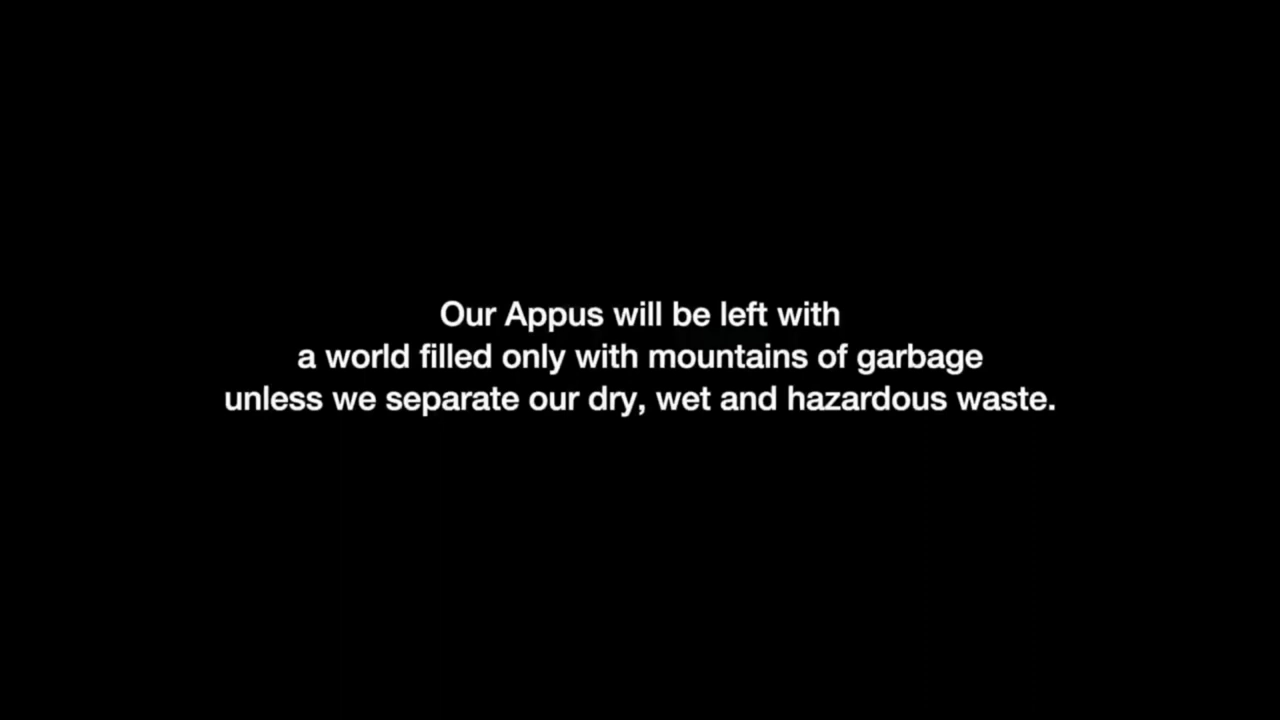 Our Appus will be left with
a world filled only with mountains of garbage
unless we separate our dry, wet and hazardous waste.